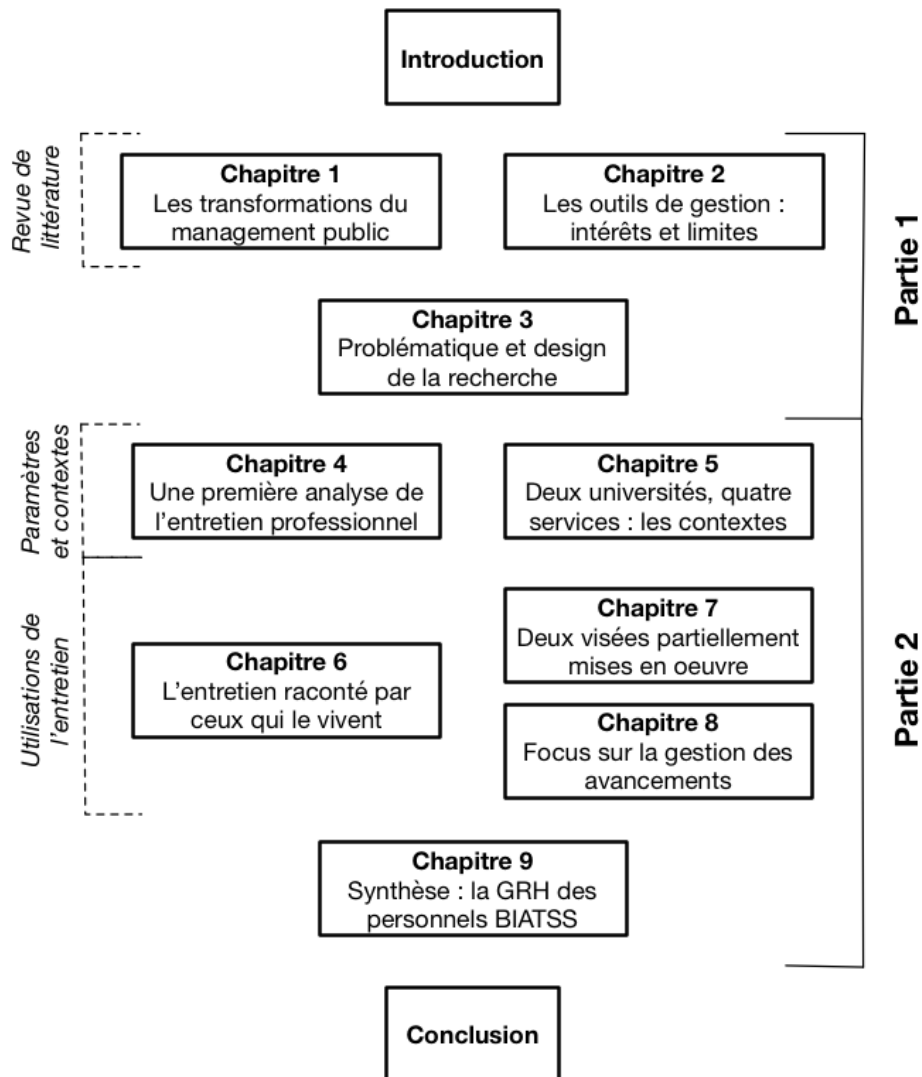 Introduction
Revue de
littérature
Chapitre 1
Les transformations du
management public
Chapitre 2
Les outils de gestion :
intérêts et limites
Partie 1
Chapitre 3
Problématique et design
de la recherche
Paramètres
et contextes
Chapitre 4
Une première analyse de
l'entretien professionnel
Chapitre 5
Deux universités, quatre
services : les contextes
Utilisations de
l'entretien
Chapitre 6
L'entretien raconté par
ceux qui le vivent
Chapitre 7
Deux visées partiellement
mises en oeuvre
Chapitre 8
Focus sur la gestion des
avancements
Partie 2
Chapitre 9
Synthèse : la GRH des
personnels BIATSS
Conclusion